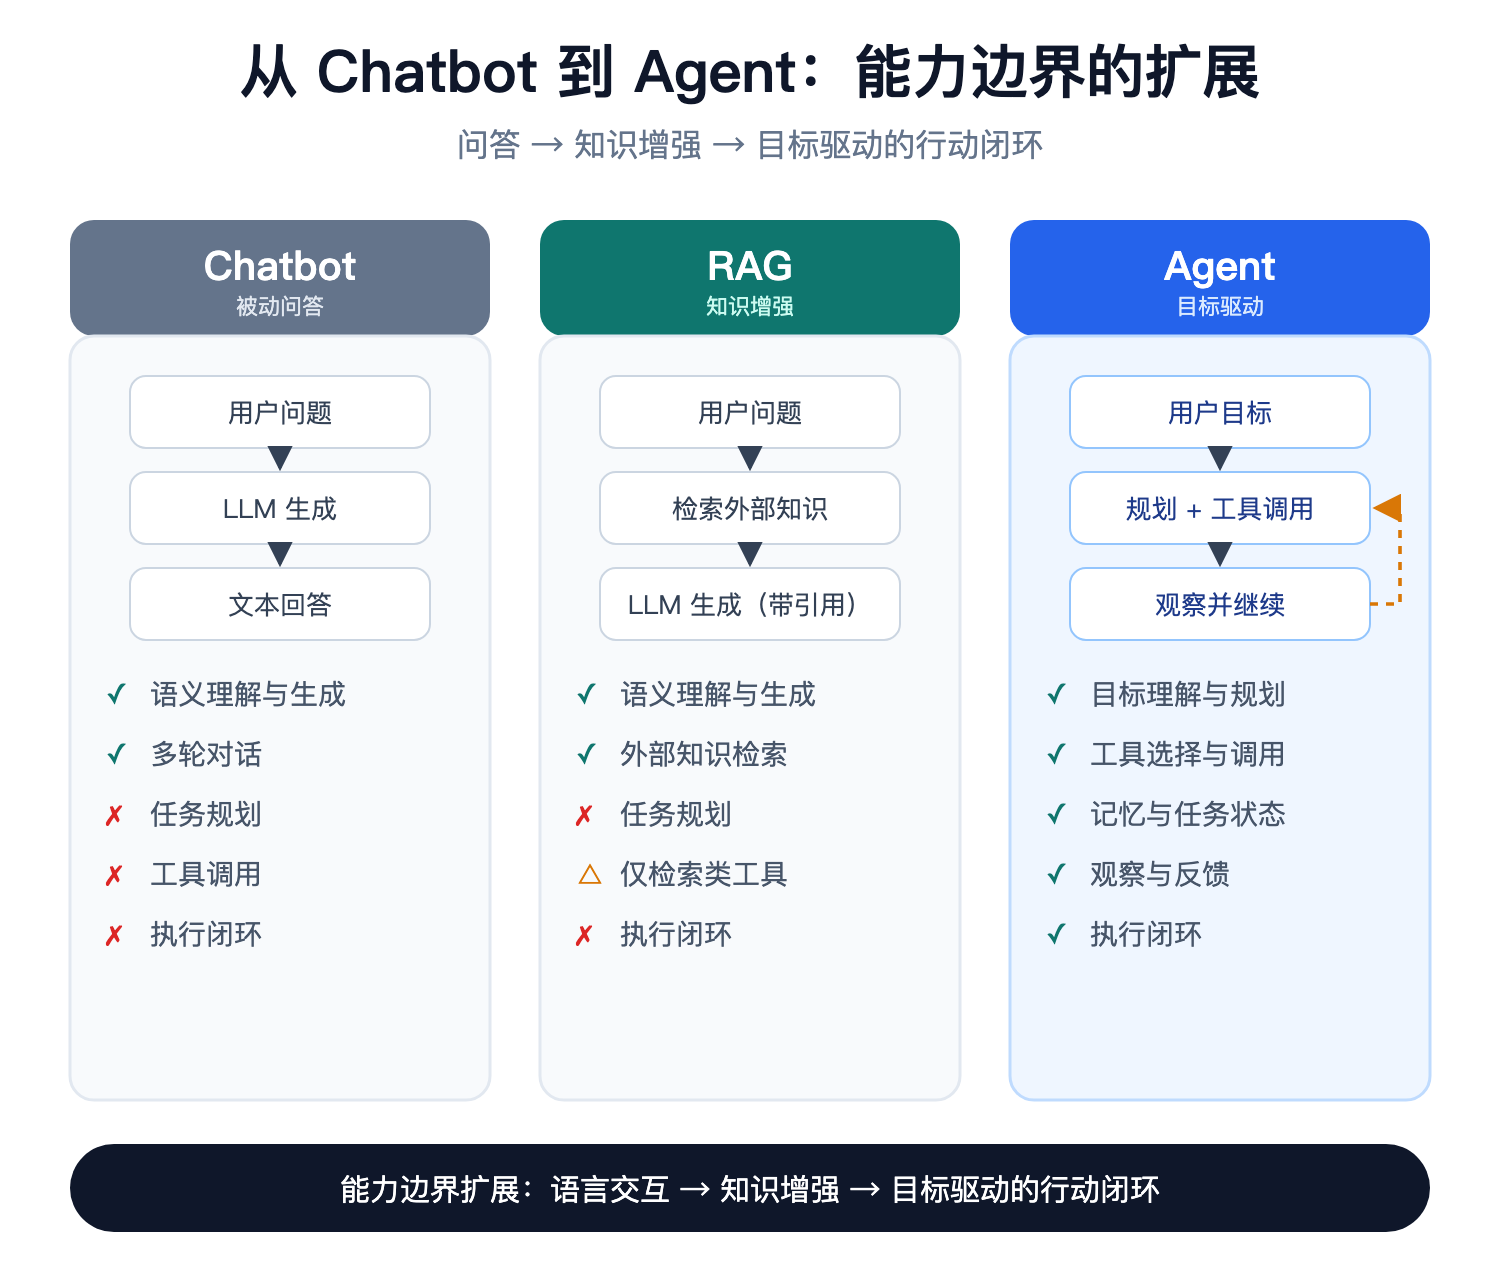 从 Chatbot 到 Agent：能力边界的扩展
问答 → 知识增强 → 目标驱动的行动闭环
Chatbot
被动问答
用户问题
LLM 生成
文本回答
✓ 语义理解与生成
✓ 多轮对话
✗ 任务规划
✗ 工具调用
✗ 执行闭环
RAG
知识增强
用户问题
检索外部知识
LLM 生成（带引用）
✓ 语义理解与生成
✓ 外部知识检索
✗ 任务规划
△ 仅检索类工具
✗ 执行闭环
Agent
目标驱动
用户目标
规划 + 工具调用
观察并继续
✓ 目标理解与规划
✓ 工具选择与调用
✓ 记忆与任务状态
✓ 观察与反馈
✓ 执行闭环
能力边界扩展：语言交互 → 知识增强 → 目标驱动的行动闭环